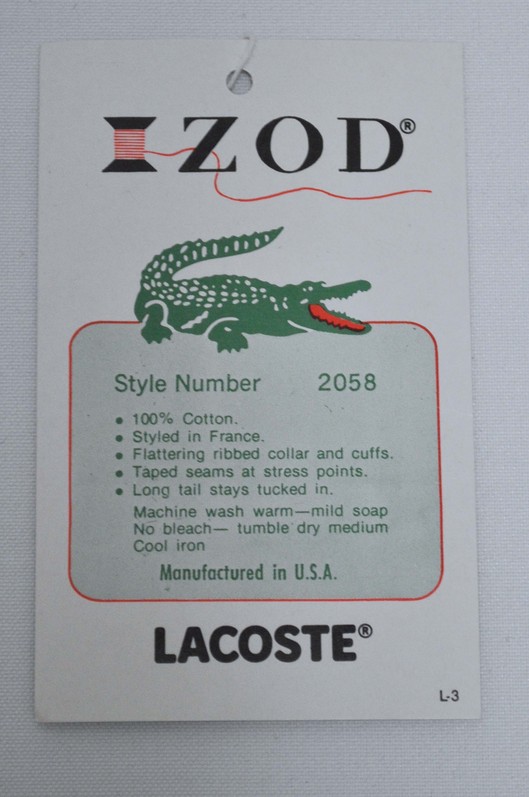 IZOD®
Style Number 2058
• 100% Cotton.
• Styled in France.
• Flattering ribbed collar and cuffs.
• Taped seams at stress points.
• Long tail stays tucked in.
Machine wash warm—mild soap
No bleach— tumble dry medium
Cool iron
Manufactured in U.S.A.
LACOSTE®
L-3